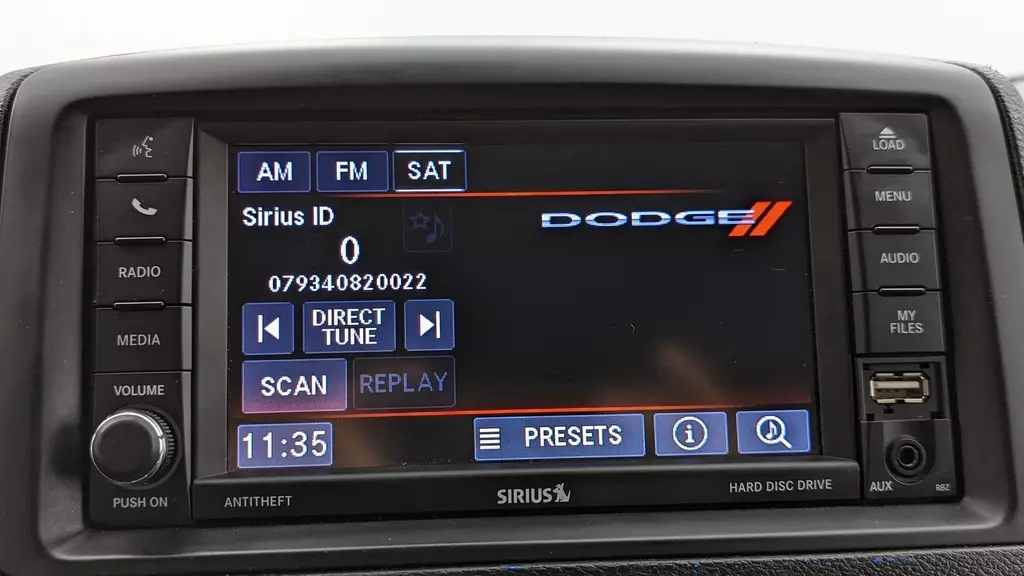 AM FM SAT
Sirius ID
0
079340820022
DIRECT
TUNE
SCAN REPLAY
11:35 PRESETS i
DODGE
RADIO
MEDIA
VOLUME
PUSH ON
LOAD
MENU
AUDIO
MY
FILES
AUX RBZ
ANTITHEFT SIRIUS HARD DISC DRIVE